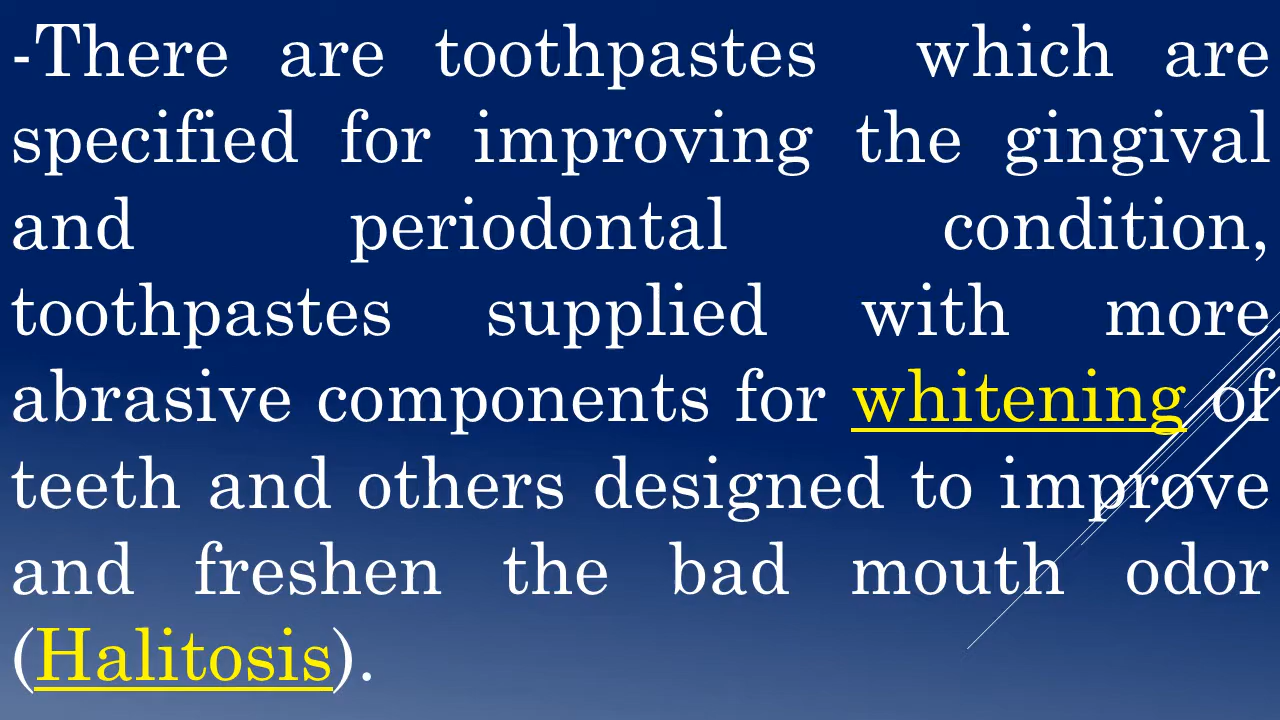 -There are toothpastes which are
specified for improving the gingival
and periodontal condition,
toothpastes supplied with more
abrasive components for whitening of
teeth and others designed to improve
and freshen the bad mouth odor
(Halitosis).